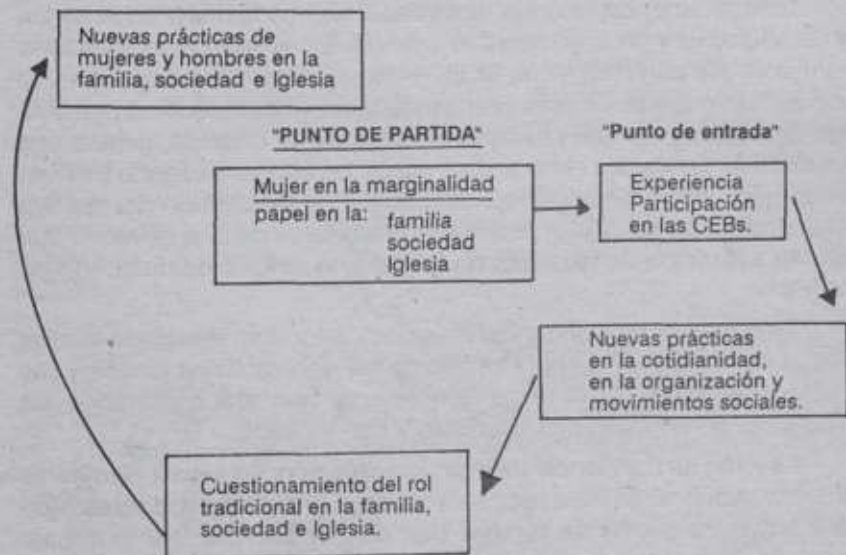 Nuevas prácticas de
mujeres y hombres en la
familia, sociedad e Iglesia
"PUNTO DE PARTIDA"
"Punto de entrada"
Mujer en la marginalidad
papel en la: familia
sociedad
Iglesia
Experiencia
Participación
en las CEBs.
Nuevas prácticas
en la cotidianidad,
en la organización y
movimientos sociales.
Cuestionamiento del rol
tradicional en la familia,
sociedad e Iglesia.